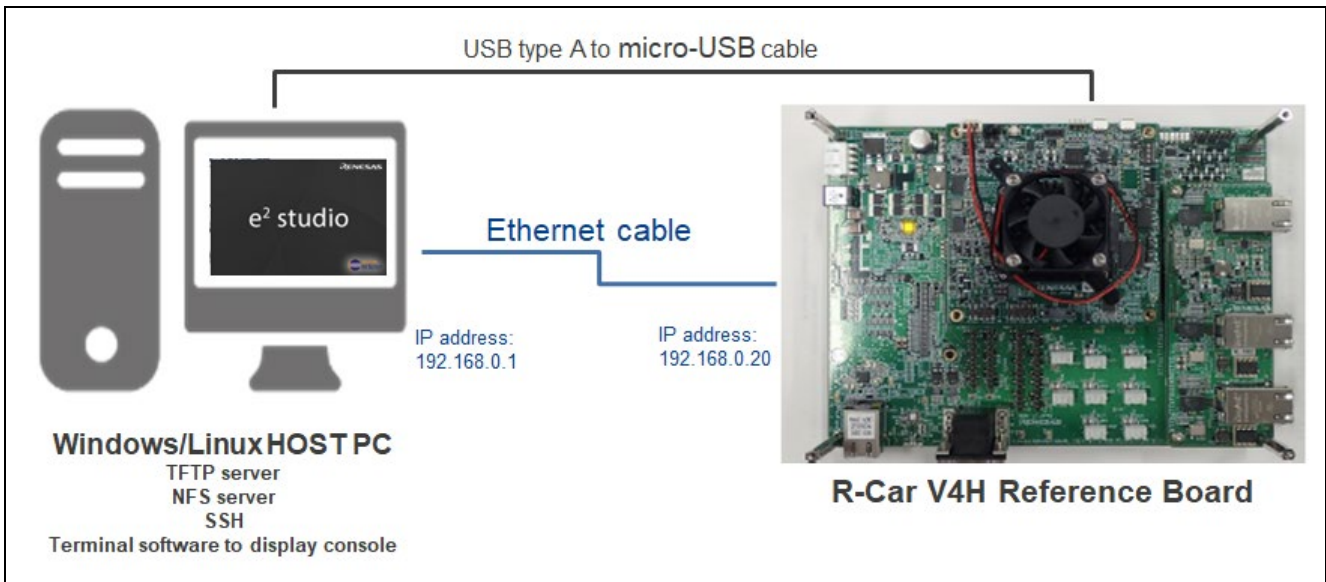 USB type A to micro-USB cable
RENESAS
e² studio
Ethernet cable
IP address:
192.168.0.1
IP address:
192.168.0.20
Windows/Linux HOST PC
TFTP server
NFS server
SSH
Terminal software to display console
R-Car V4H Reference Board